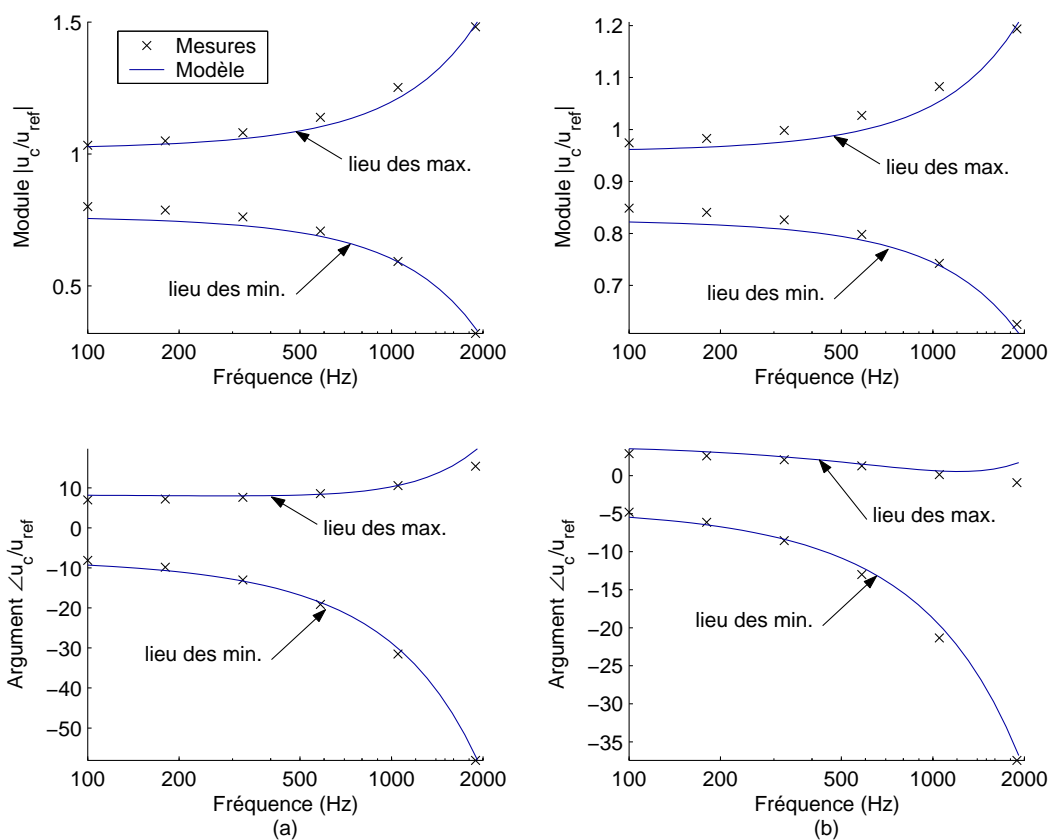 1.5
1
0.5
Module |u_c/u_ref|
× Mesures
Modèle
lieu des max.
lieu des min.
100 200 500 1000 2000
Fréquence (Hz)
1.2
1.1
1
0.9
0.8
0.7
Module |u_c/u_ref|
lieu des max.
lieu des min.
100 200 500 1000 2000
Fréquence (Hz)
10
0
−10
−20
−30
−40
−50
Argument ∠u_c/u_ref
lieu des max.
lieu des min.
100 200 500 1000 2000
Fréquence (Hz)
(a)
0
−5
−10
−15
−20
−25
−30
−35
Argument ∠u_c/u_ref
lieu des max.
lieu des min.
100 200 500 1000 2000
Fréquence (Hz)
(b)